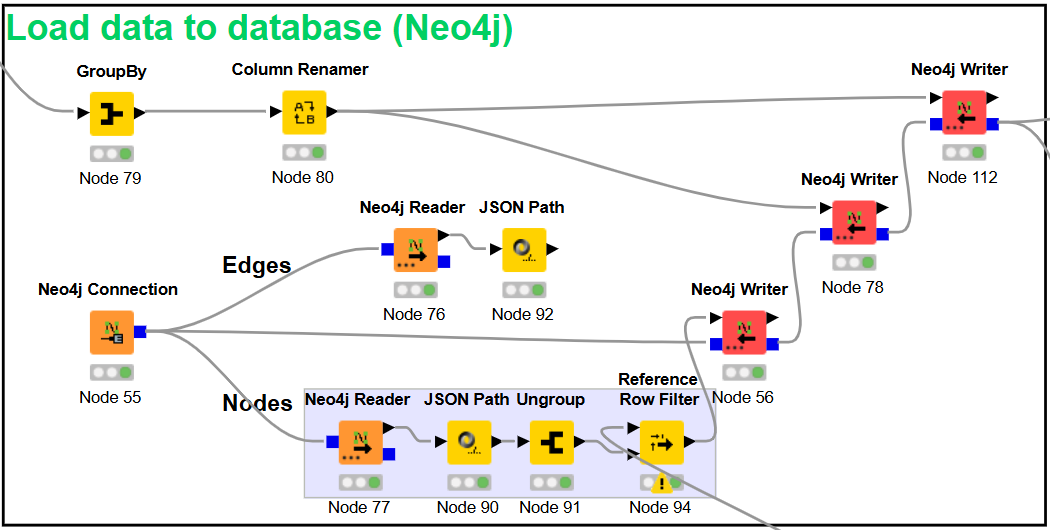 Load data to database (Neo4j)
GroupBy
Node 79
Column Renamer
A
B
Node 80
Neo4j Writer
Node 112
Neo4j Writer
Node 78
Neo4j Reader
Node 76
JSON Path
Node 92
Edges
Neo4j Connection
E
Node 55
Neo4j Writer
Node 56
Nodes
Neo4j Reader
Node 77
JSON Path
Node 90
Ungroup
Node 91
Reference
Row Filter
Node 94